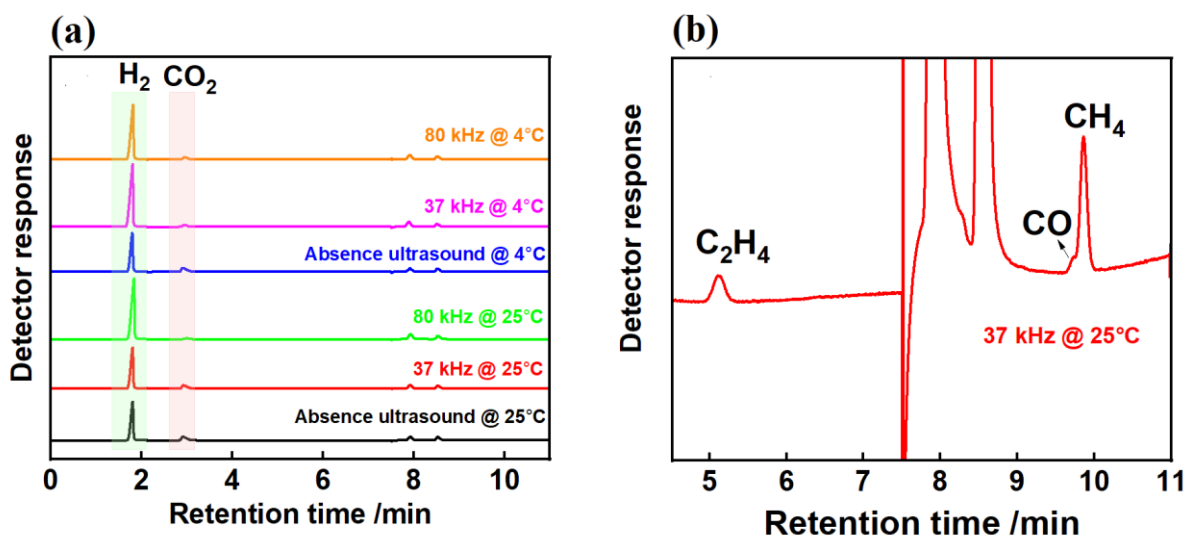 (a)
H2 CO2
80 kHz @ 4°C
37 kHz @ 4°C
Absence ultrasound @ 4°C
80 kHz @ 25°C
37 kHz @ 25°C
Absence ultrasound @ 25°C
Detector response
0 2 4 6 8 10
Retention time /min
(b)
CH4
CO
C2H4
37 kHz @ 25°C
Detector response
5 6 7 8 9 10 11
Retention time /min